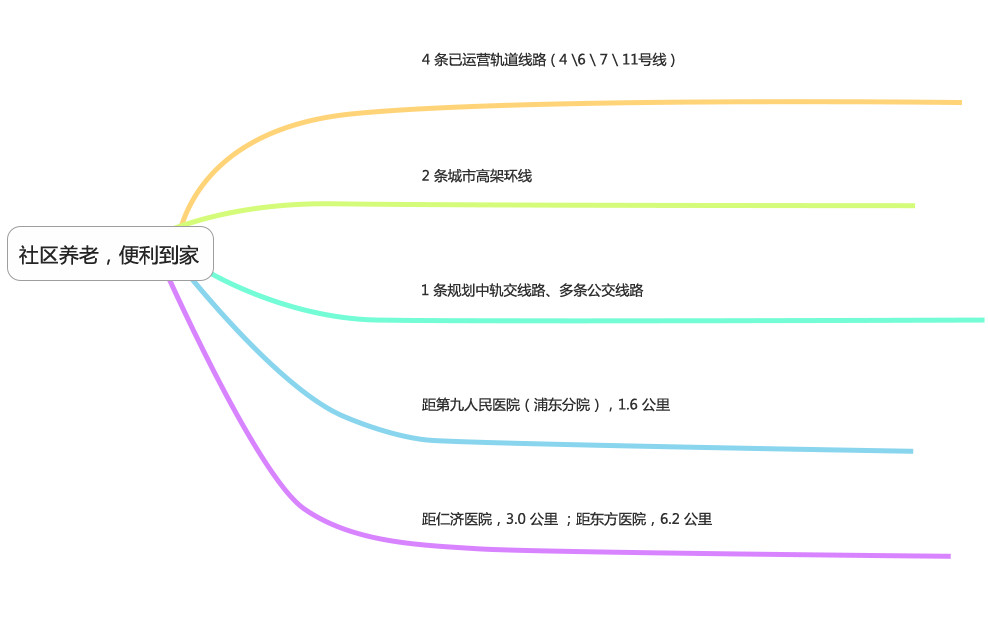 4 条已运营轨道线路（4 \6 \ 7 \ 11号线）
2 条城市高架环线
社区养老，便利到家
1 条规划中轨交线路、多条公交线路
距第九人民医院（浦东分院），1.6 公里
距仁济医院，3.0 公里 ；距东方医院，6.2 公里